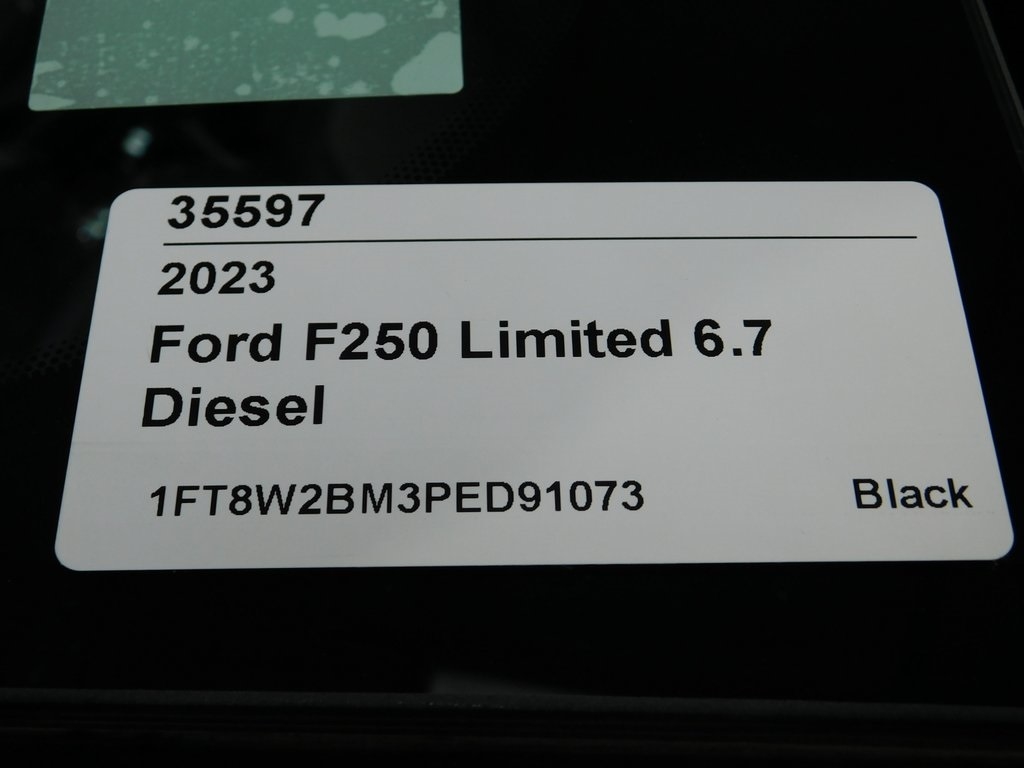 35597
2023
Ford F250 Limited 6.7
Diesel
1FT8W2BM3PED91073 Black